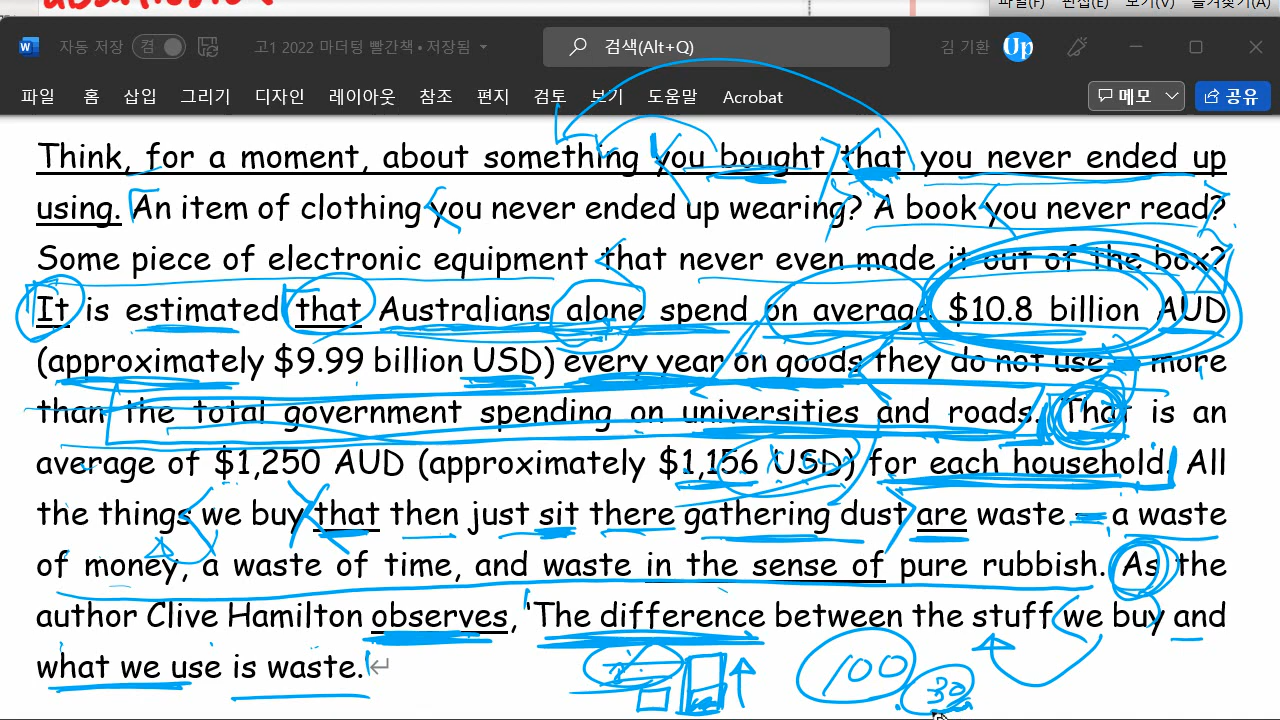 파일(F) 편집(E) 보기(V) 즐겨찾기(A)
자동 저장 켬 고1 2022 마더텅 빨간책 • 저장됨 검색(Alt+Q) 김 기환 Up
파일 홈 삽입 그리기 디자인 레이아웃 참조 편지 검토 보기 도움말 Acrobat 메모 공유
Think, for a moment, about something you bought that you never ended up
using. An item of clothing you never ended up wearing? A book you never read?
Some piece of electronic equipment that never even made it out of the box?
It is estimated that Australians alone spend on average $10.8 billion AUD
(approximately $9.99 billion USD) every year on goods they do not use — more
than the total government spending on universities and roads. That is an
average of $1,250 AUD (approximately $1,156 USD) for each household. All
the things we buy that then just sit there gathering dust are waste — a waste
of money, a waste of time, and waste in the sense of pure rubbish. As the
author Clive Hamilton observes, 'The difference between the stuff we buy and
what we use is waste.'
100
30